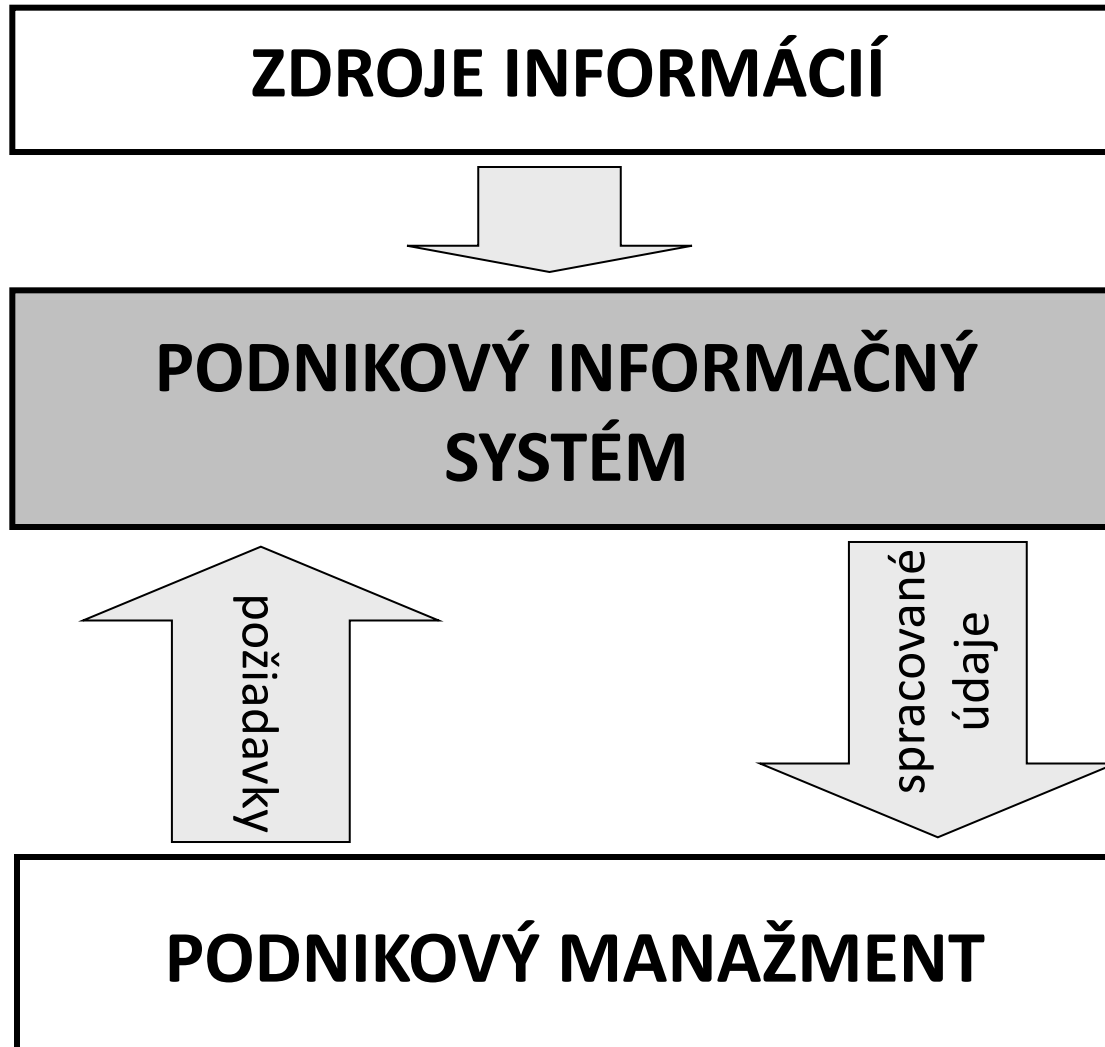 ZDROJE INFORMÁCIÍ
PODNIKOVÝ INFORMAČNÝ
SYSTÉM
požiadavky
spracované
údaje
PODNIKOVÝ MANAŽMENT